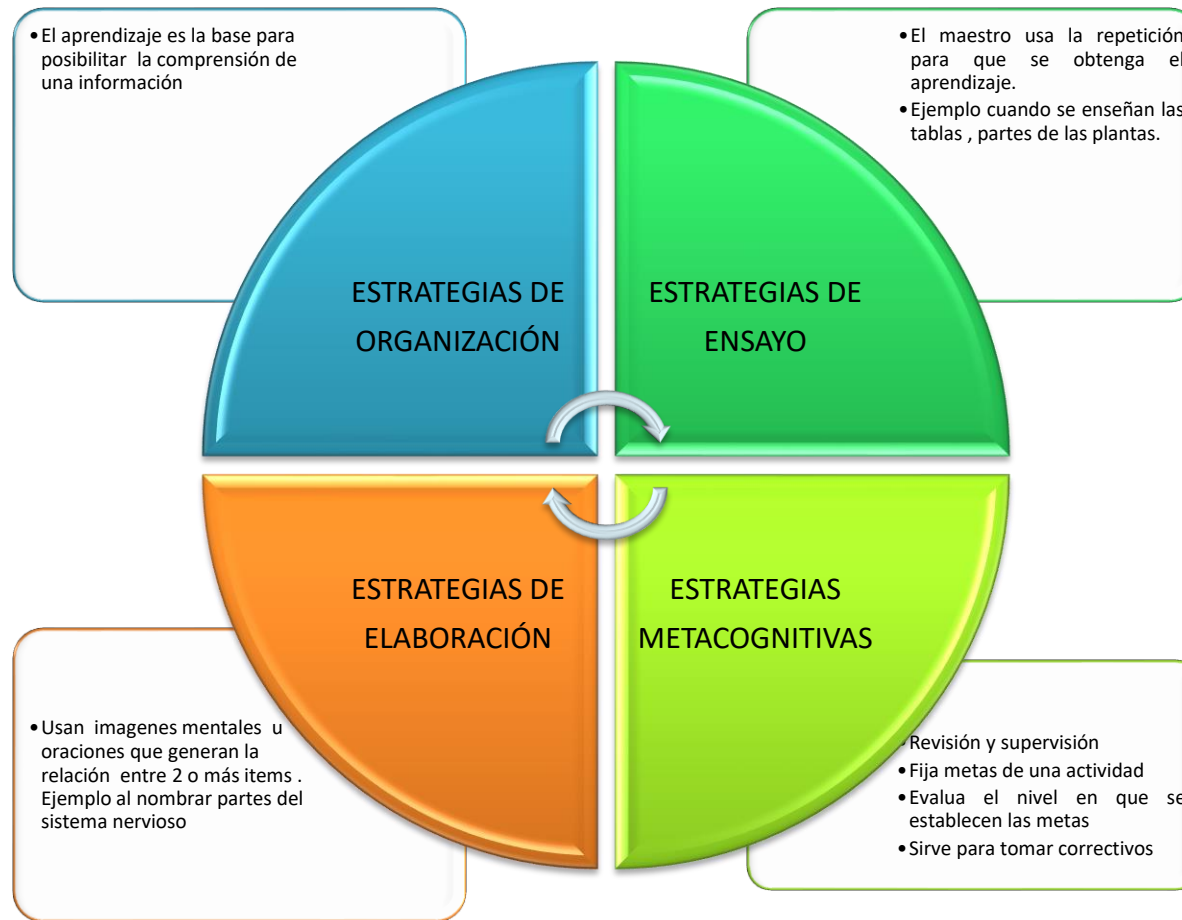 • El aprendizaje es la base para
posibilitar la comprensión de
una información
• El maestro usa la repetición
para que se obtenga el
aprendizaje.
• Ejemplo cuando se enseñan las
tablas , partes de las plantas.
ESTRATEGIAS DE
ORGANIZACIÓN
ESTRATEGIAS DE
ENSAYO
ESTRATEGIAS DE
ELABORACIÓN
ESTRATEGIAS
METACOGNITIVAS
• Usan imagenes mentales u
oraciones que generan la
relación entre 2 o más items .
Ejemplo al nombrar partes del
sistema nervioso
• Revisión y supervisión
• Fija metas de una actividad
• Evalua el nivel en que se
establecen las metas
• Sirve para tomar correctivos